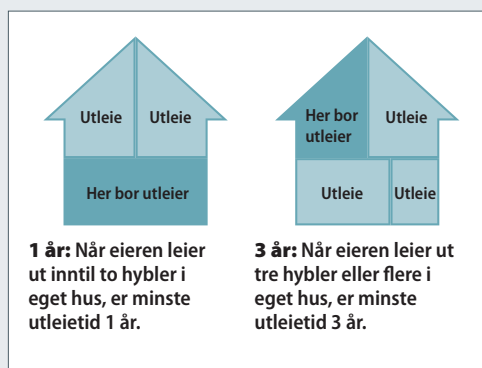 Utleie Utleie
Her bor utleier
1 år: Når eieren leier
ut inntil to hybler i
eget hus, er minste
utleietid 1 år.
Her bor
utleier
Utleie
Utleie Utleie
3 år: Når eieren leier ut
tre hybler eller flere i
eget hus, er minste
utleietid 3 år.